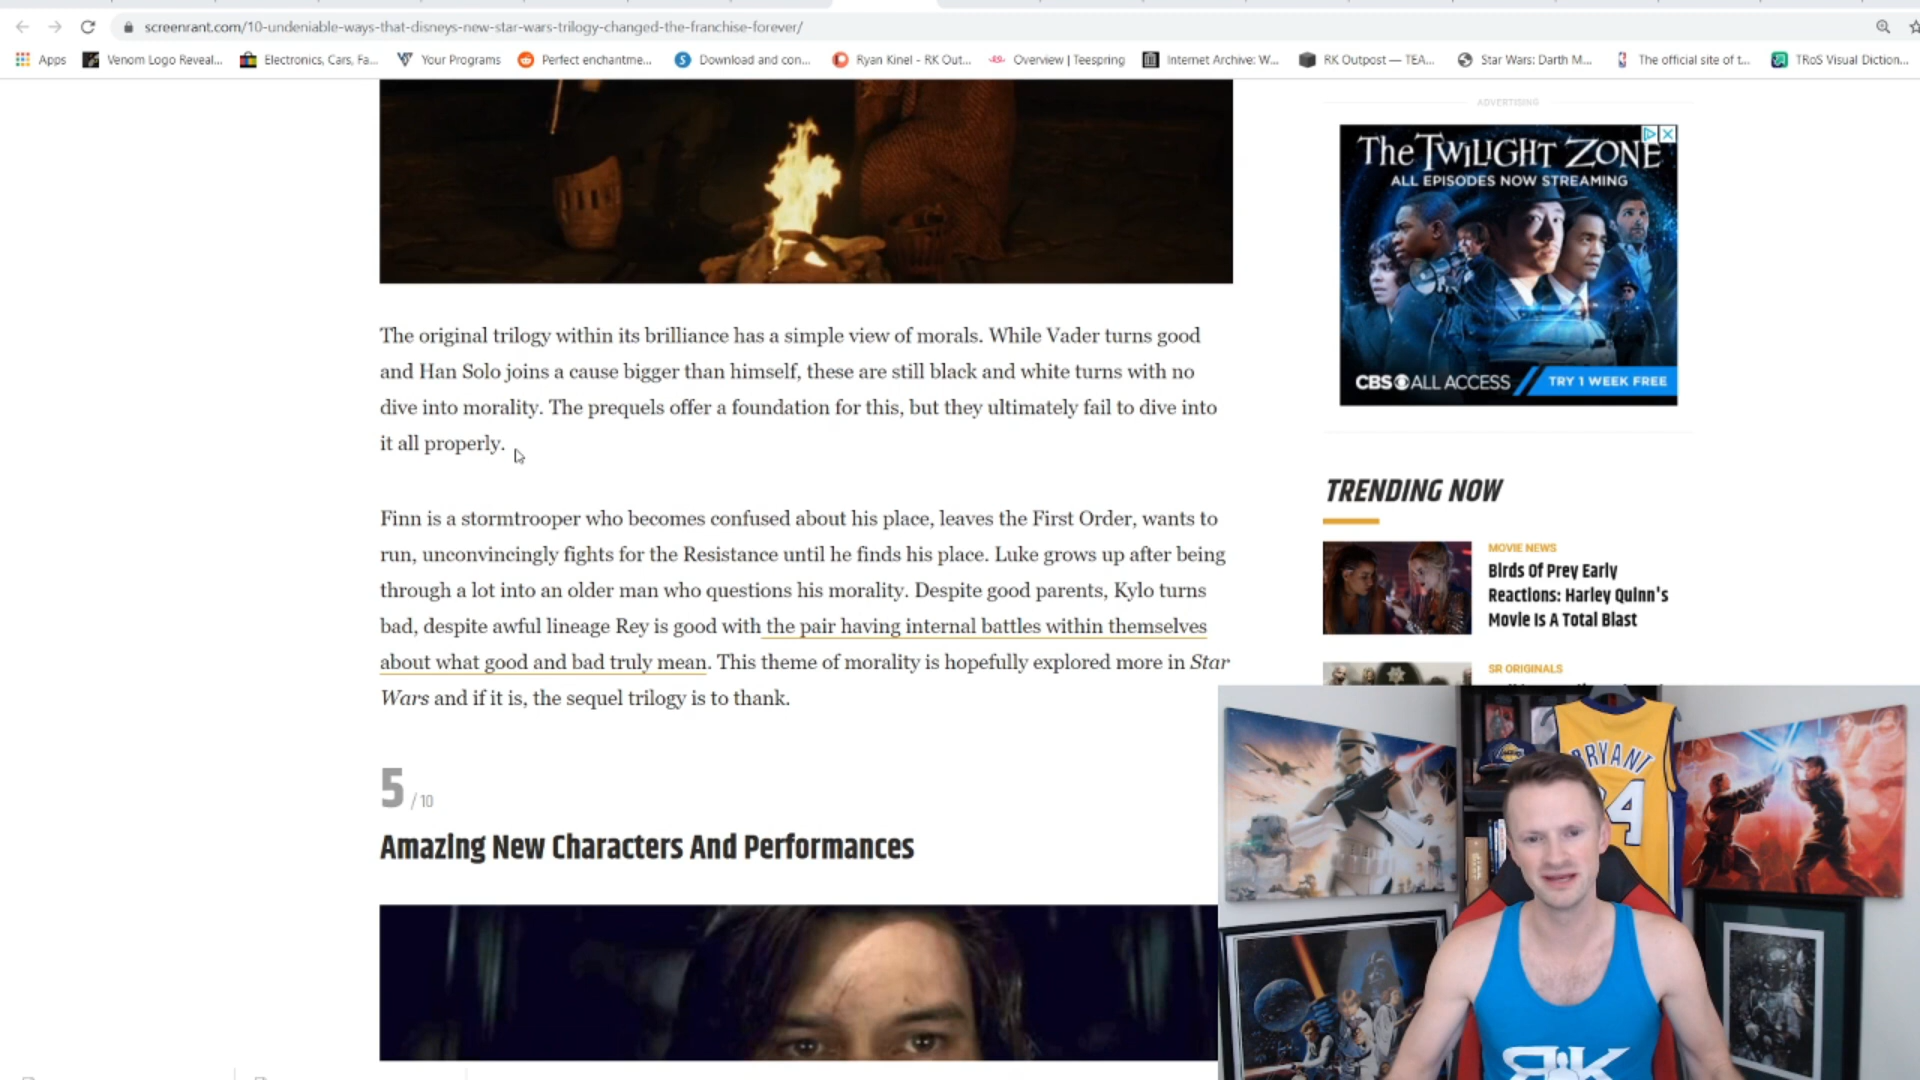 screenrant.com/10-undeniable-ways-that-disneys-new-star-wars-trilogy-changed-the-franchise-forever/
Apps
Venom Logo Reveal...
Electronics, Cars, Fa...
Your Programs
Perfect enchantme...
Download and con...
Ryan Kinel - RK Out...
Overview | Teespring
Internet Archive: W...
RK Outpost — TEA...
Star Wars: Darth M...
The official site of t...
TRoS Visual Diction...
ADVERTISING
The TWILIGHT ZONE
ALL EPISODES NOW STREAMING
CBS ALL ACCESS
TRY 1 WEEK FREE
The original trilogy within its brilliance has a simple view of morals. While Vader turns good
and Han Solo joins a cause bigger than himself, these are still black and white turns with no
dive into morality. The prequels offer a foundation for this, but they ultimately fail to dive into
it all properly.
Finn is a stormtrooper who becomes confused about his place, leaves the First Order, wants to
run, unconvincingly fights for the Resistance until he finds his place. Luke grows up after being
through a lot into an older man who questions his morality. Despite good parents, Kylo turns
bad, despite awful lineage Rey is good with the pair having internal battles within themselves
about what good and bad truly mean. This theme of morality is hopefully explored more in Star
Wars and if it is, the sequel trilogy is to thank.
5 / 10
Amazing New Characters And Performances
TRENDING NOW
MOVIE NEWS
Birds Of Prey Early
Reactions: Harley Quinn's
Movie Is A Total Blast
SR ORIGINALS
BRYANT
RK